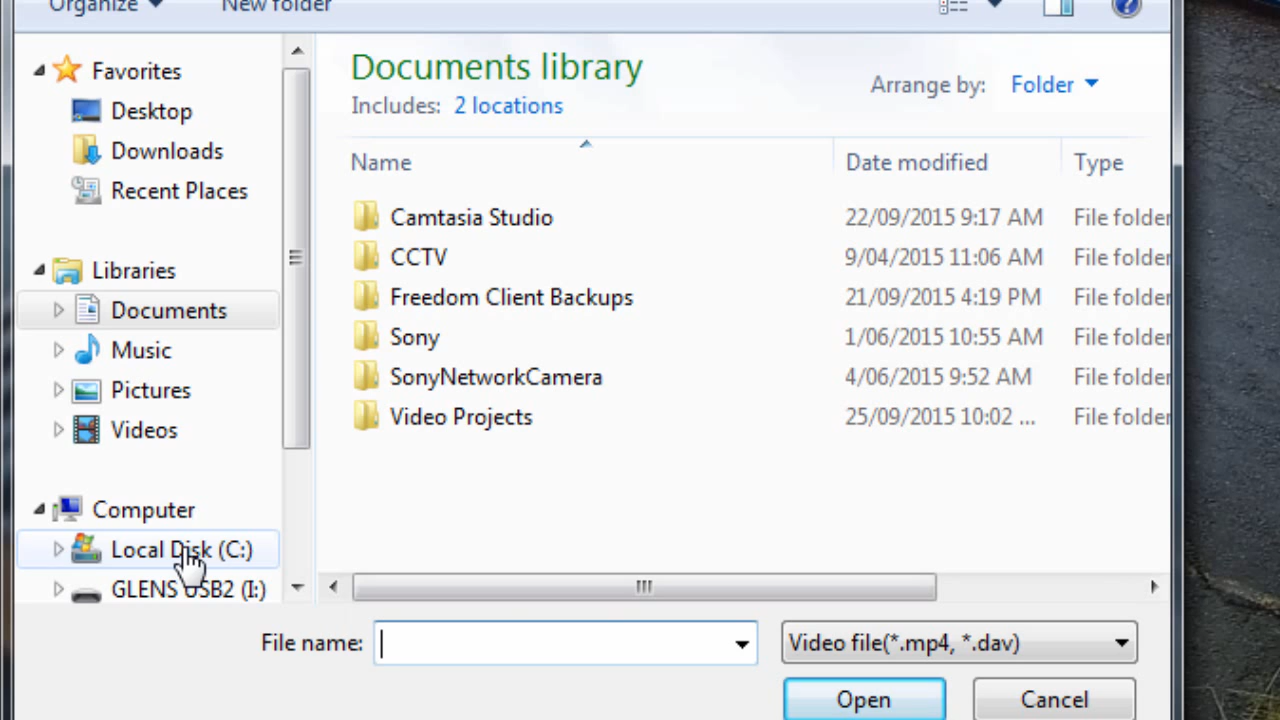 Organize New folder
Favorites
Desktop
Downloads
Recent Places
Libraries
Documents
Music
Pictures
Videos
Computer
Local Disk (C:)
GLENS USB2 (I:)
Documents library
Includes: 2 locations
Arrange by: Folder
Name Date modified Type
Camtasia Studio 22/09/2015 9:17 AM File folder
CCTV 9/04/2015 11:06 AM File folder
Freedom Client Backups 21/09/2015 4:19 PM File folder
Sony 1/06/2015 10:55 AM File folder
SonyNetworkCamera 4/06/2015 9:52 AM File folder
Video Projects 25/09/2015 10:02 ... File folder
File name: Video file(*.mp4, *.dav)
Open Cancel